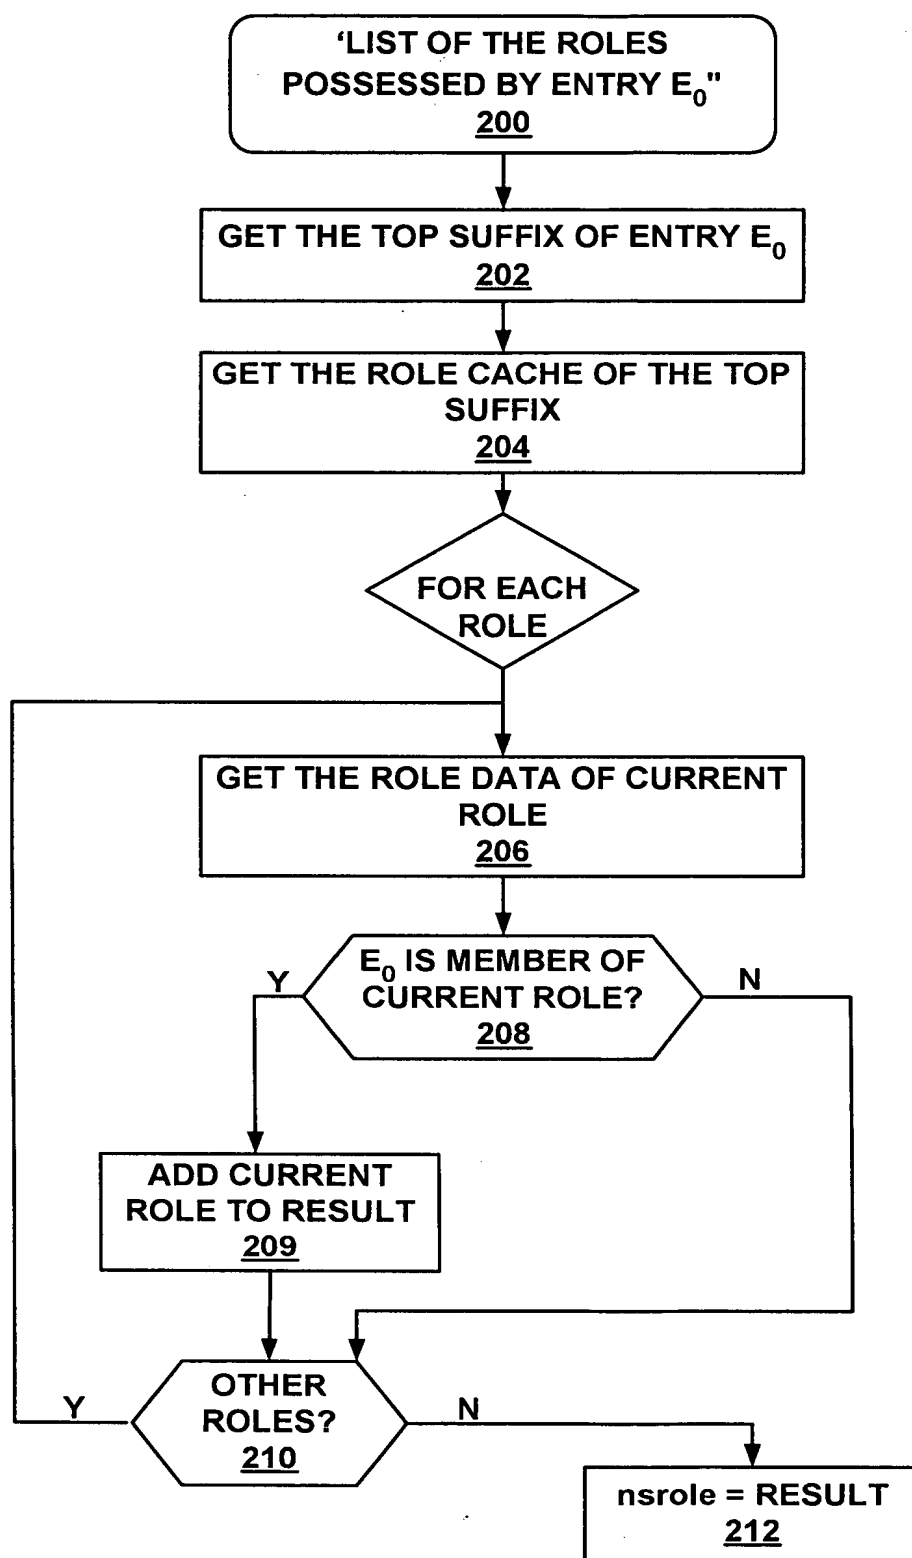 ‘LIST OF THE ROLES
POSSESSED BY ENTRY E0"
200
GET THE TOP SUFFIX OF ENTRY E0
202
GET THE ROLE CACHE OF THE TOP
SUFFIX
204
FOR EACH
ROLE
GET THE ROLE DATA OF CURRENT
ROLE
206
E0 IS MEMBER OF
CURRENT ROLE?
208
Y
N
ADD CURRENT
ROLE TO RESULT
209
OTHER
ROLES?
210
Y
N
nsrole = RESULT
212